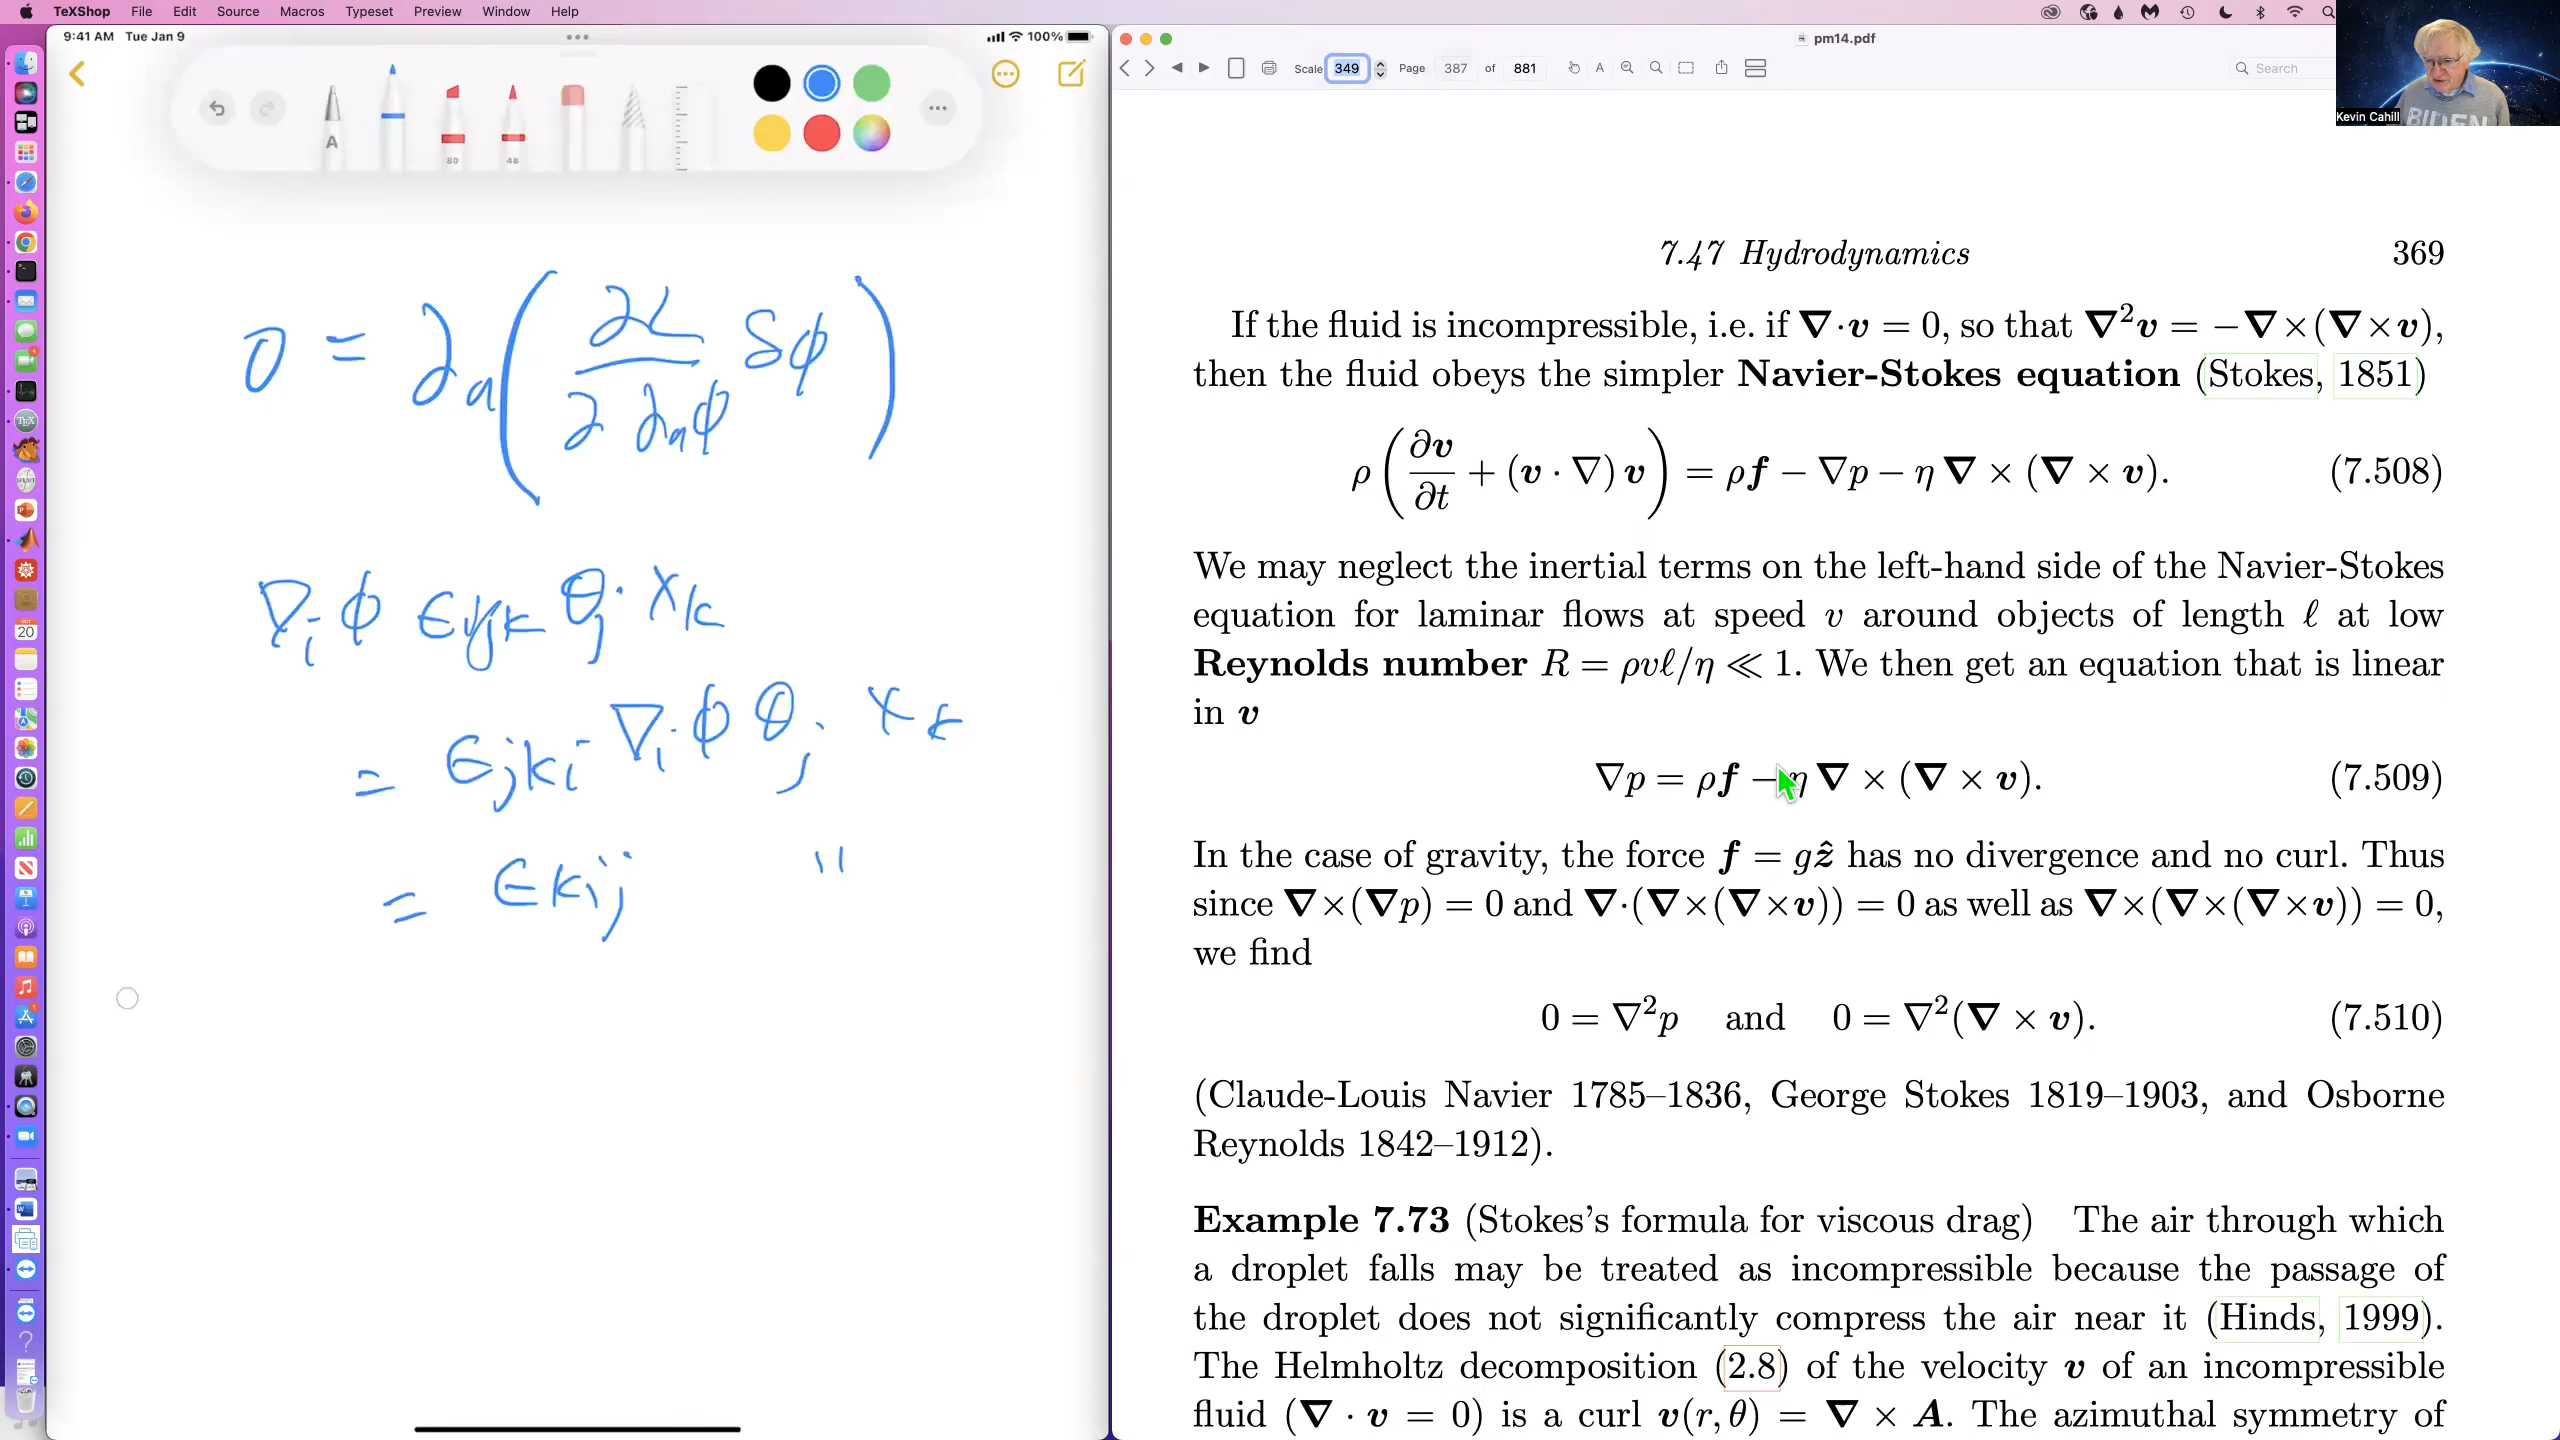 TeXShop File Edit Source Macros Typeset Preview Window Help
9:41 AM Tue Jan 9
100%
A 80 48
0 = ∂ₐ(∂L/∂∂ₐφ δφ)
∇ᵢ φ ϵᵢⱼₖ θⱼ xₖ
= ϵⱼₖᵢ ∇ᵢ φ θⱼ xₖ
= ϵₖᵢⱼ "
pm14.pdf
Scale 349 Page 387 of 881 A Search
Kevin Cahill
BIDEN
OCT
20
7.47 Hydrodynamics 369
If the fluid is incompressible, i.e. if ∇·v = 0, so that ∇²v = −∇×(∇×v),
then the fluid obeys the simpler Navier-Stokes equation (Stokes, 1851)
ρ(∂v/∂t + (v · ∇) v) = ρf − ∇p − η ∇ × (∇ × v). (7.508)
We may neglect the inertial terms on the left-hand side of the Navier-Stokes
equation for laminar flows at speed v around objects of length ℓ at low
Reynolds number R = ρvℓ/η ≪ 1. We then get an equation that is linear
in v
∇p = ρf − η ∇ × (∇ × v). (7.509)
In the case of gravity, the force f = gẑ has no divergence and no curl. Thus
since ∇×(∇p) = 0 and ∇·(∇×(∇×v)) = 0 as well as ∇×(∇×(∇×v)) = 0,
we find
0 = ∇²p and 0 = ∇²(∇ × v). (7.510)
(Claude-Louis Navier 1785–1836, George Stokes 1819–1903, and Osborne
Reynolds 1842–1912).
Example 7.73 (Stokes's formula for viscous drag) The air through which
a droplet falls may be treated as incompressible because the passage of
the droplet does not significantly compress the air near it (Hinds, 1999).
The Helmholtz decomposition (2.8) of the velocity v of an incompressible
fluid (∇ · v = 0) is a curl v(r, θ) = ∇ × A. The azimuthal symmetry of